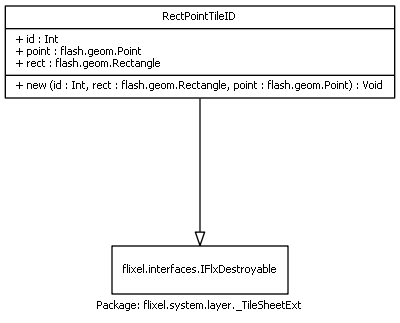 RectPointTileID
+ id : Int
+ point : flash.geom.Point
+ rect : flash.geom.Rectangle
+ new (id : Int, rect : flash.geom.Rectangle, point : flash.geom.Point) : Void
flixel.interfaces.IFlxDestroyable
Package: flixel.system.layer._TileSheetExt